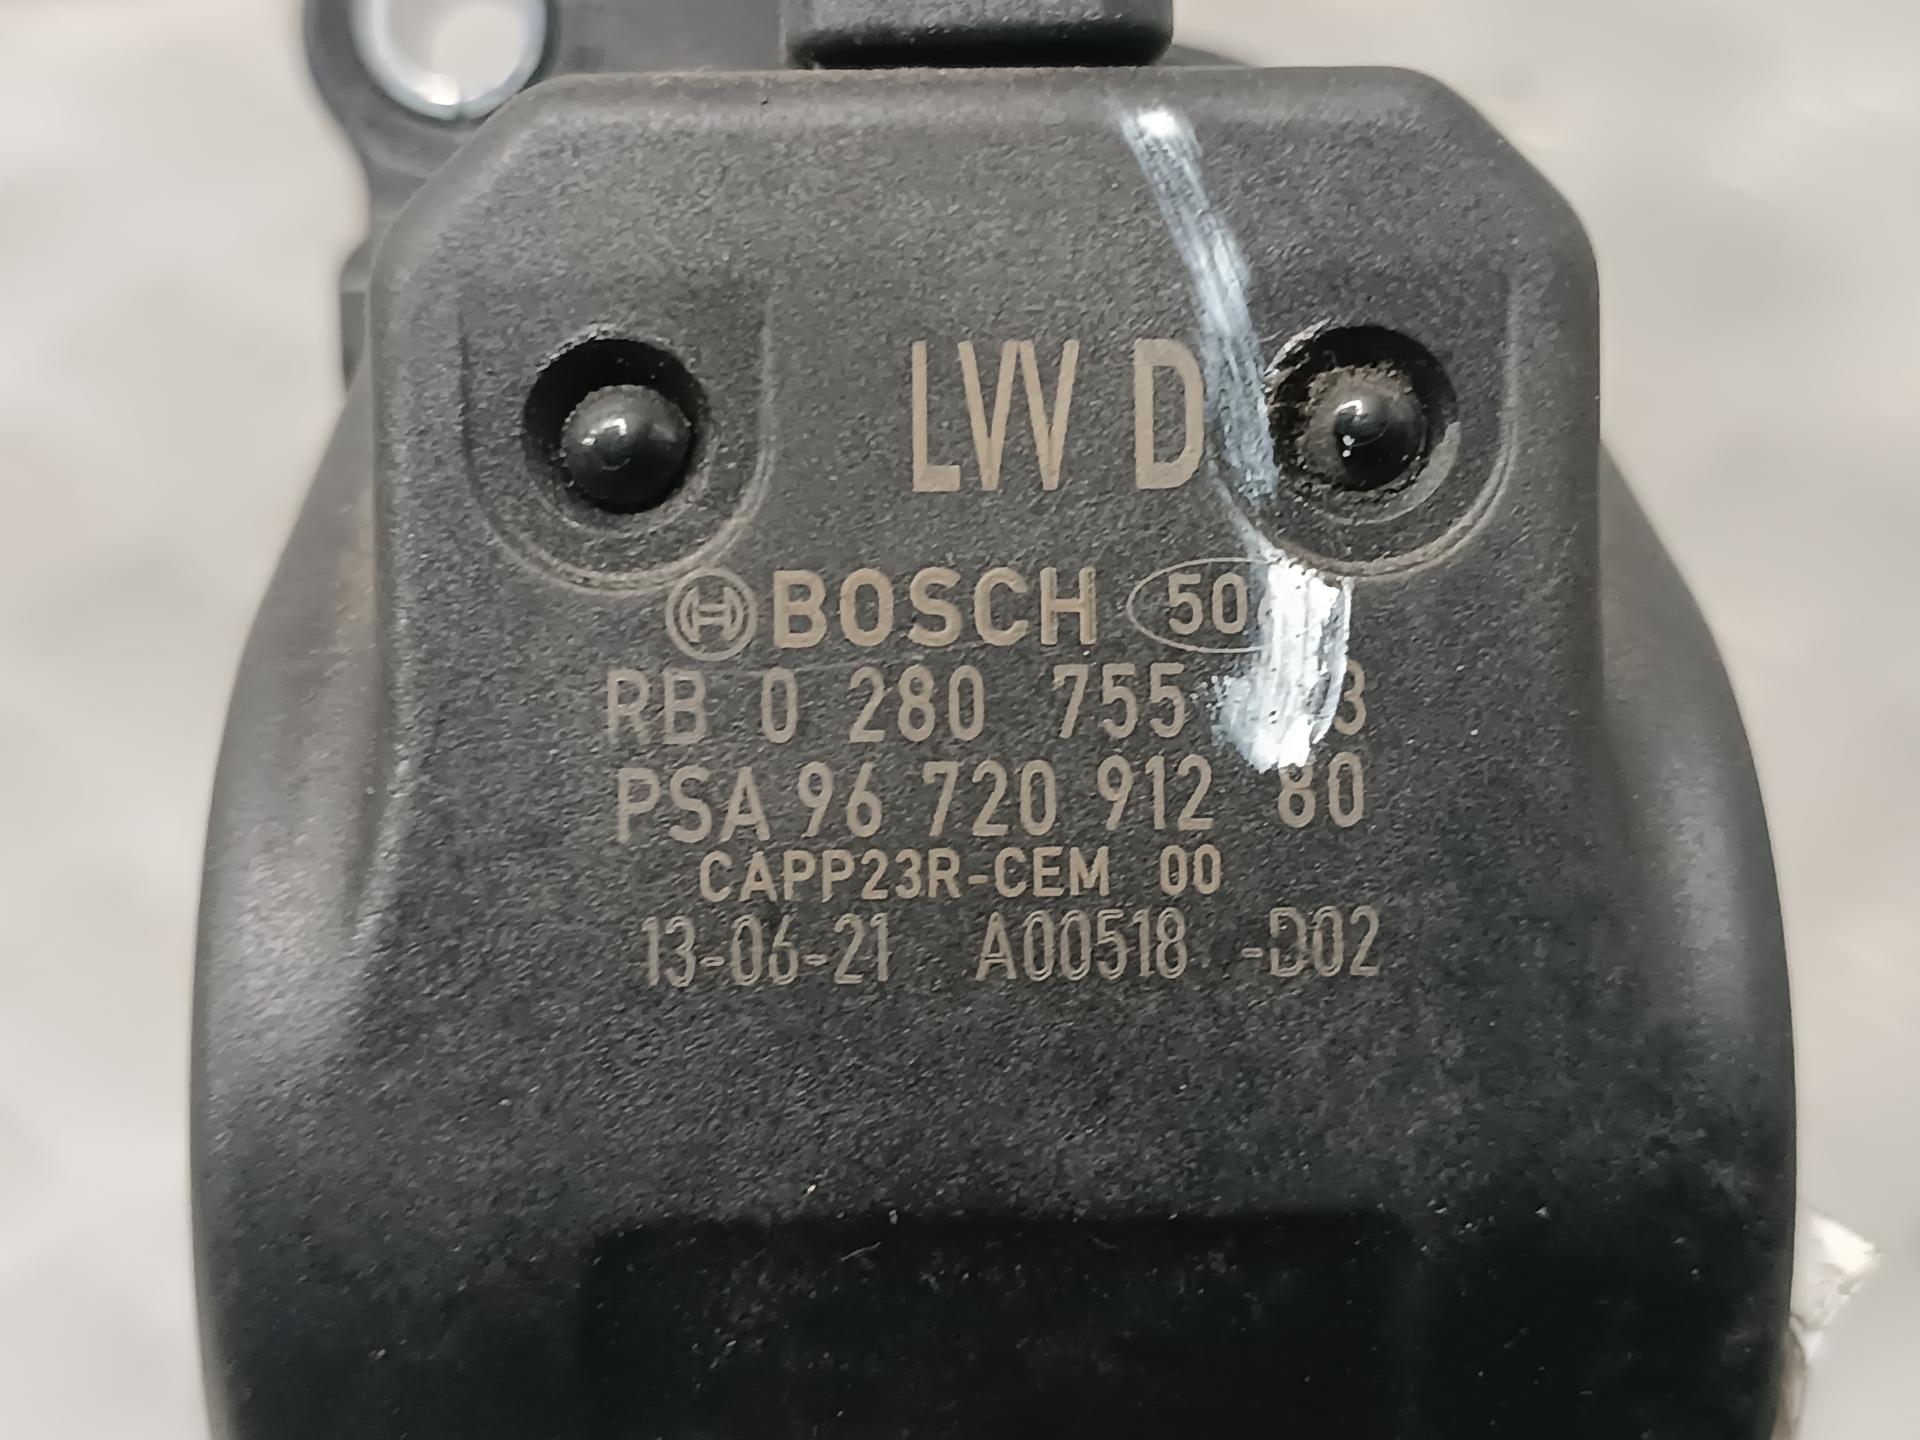 LVV D
BOSCH 50
RB 0 280 755
PSA 96 720 912 80
CAPP23R-CEM 00
13-06-21 A00518 -D02